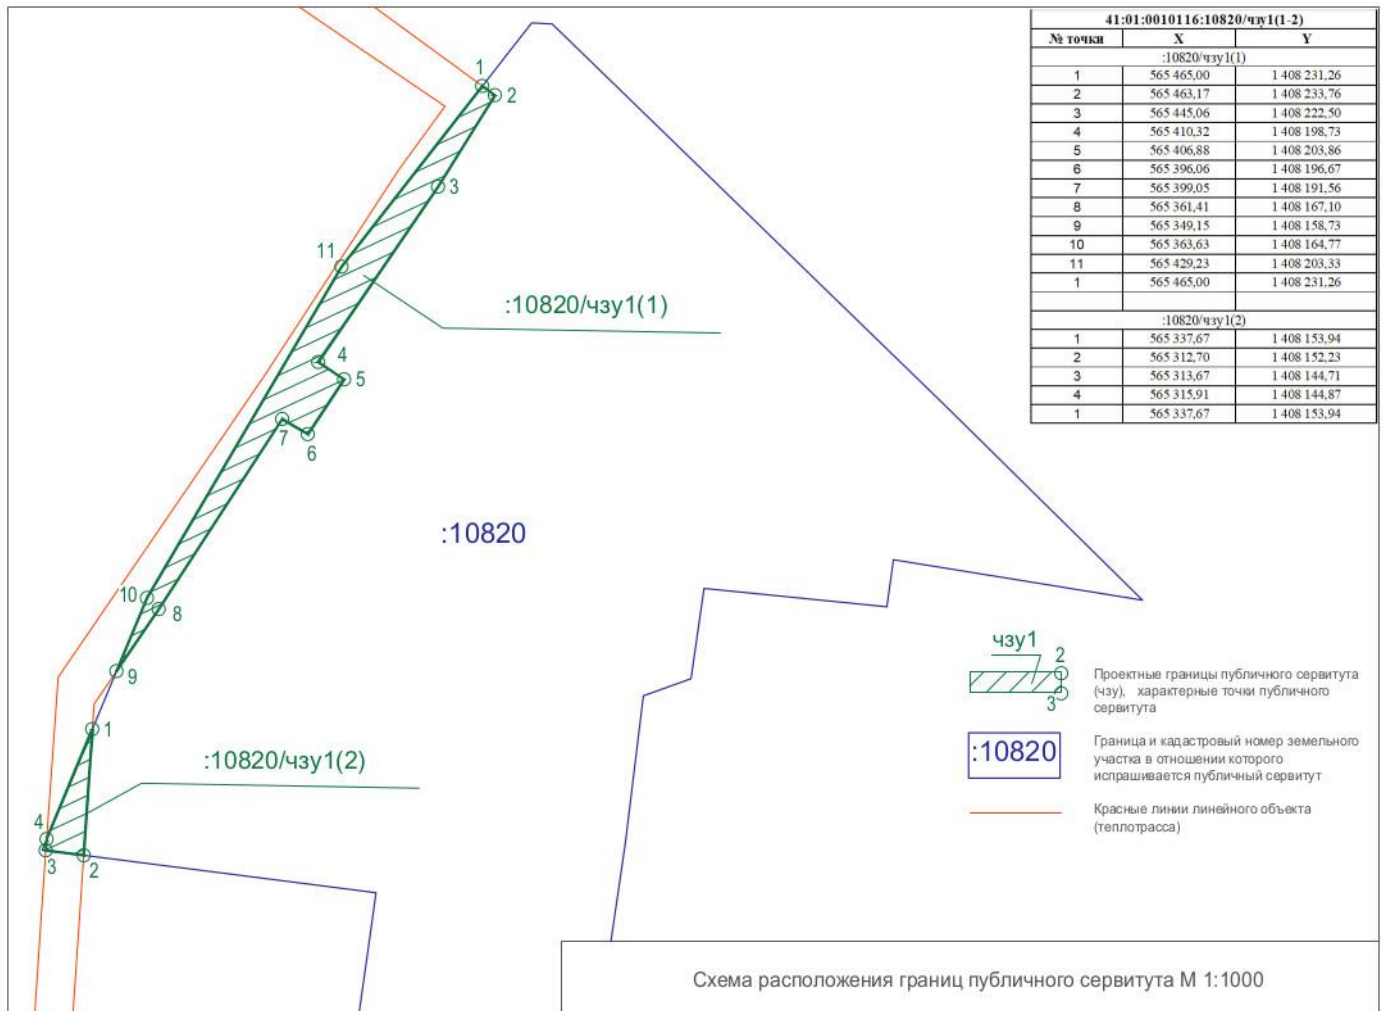 41:01:0010116:10820/чзу1(1-2)
№ точки X Y
:10820/чзу1(1)
1 565 465,00 1 408 231,26
2 565 463,17 1 408 233,76
3 565 445,06 1 408 222,50
4 565 410,32 1 408 198,73
5 565 406,88 1 408 203,86
6 565 396,06 1 408 196,67
7 565 399,05 1 408 191,56
8 565 361,41 1 408 167,10
9 565 349,15 1 408 158,73
10 565 363,63 1 408 164,77
11 565 429,23 1 408 203,33
1 565 465,00 1 408 231,26
:10820/чзу1(2)
1 565 337,67 1 408 153,94
2 565 312,70 1 408 152,23
3 565 313,67 1 408 144,71
4 565 315,91 1 408 144,87
1 565 337,67 1 408 153,94
1
2
3
11
:10820/чзу1(1)
4
5
7
6
:10820
10
8
9
1
:10820/чзу1(2)
4
3
2
чзу1
2
3
Проектные границы публичного сервитута
(чзу), характерные точки публичного
сервитута
:10820
Граница и кадастровый номер земельного
участка в отношении которого
испрашивается публичный сервитут
Красные линии линейного объекта
(теплотрасса)
Схема расположения границ публичного сервитута М 1:1000